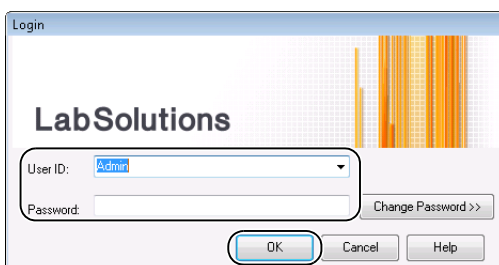 Login
LabSolutions
User ID: Admin
Password:
Change Password >>
OK Cancel Help